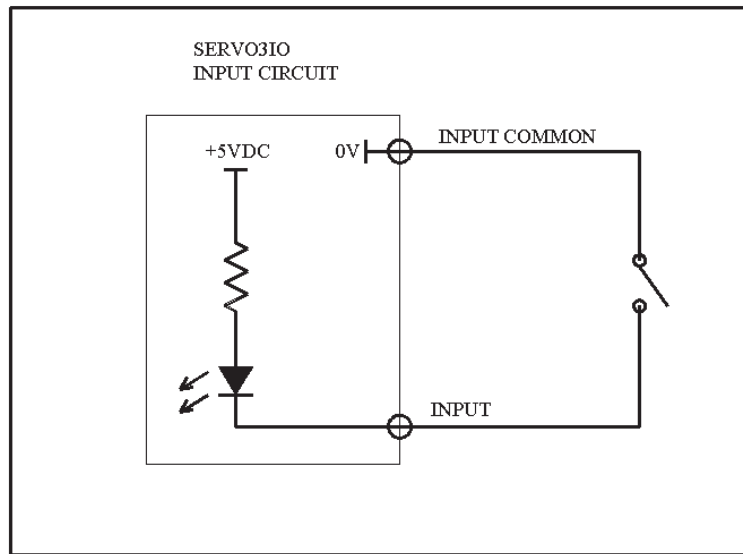 SERVO3IO
INPUT CIRCUIT
+5VDC
0V
INPUT COMMON
INPUT